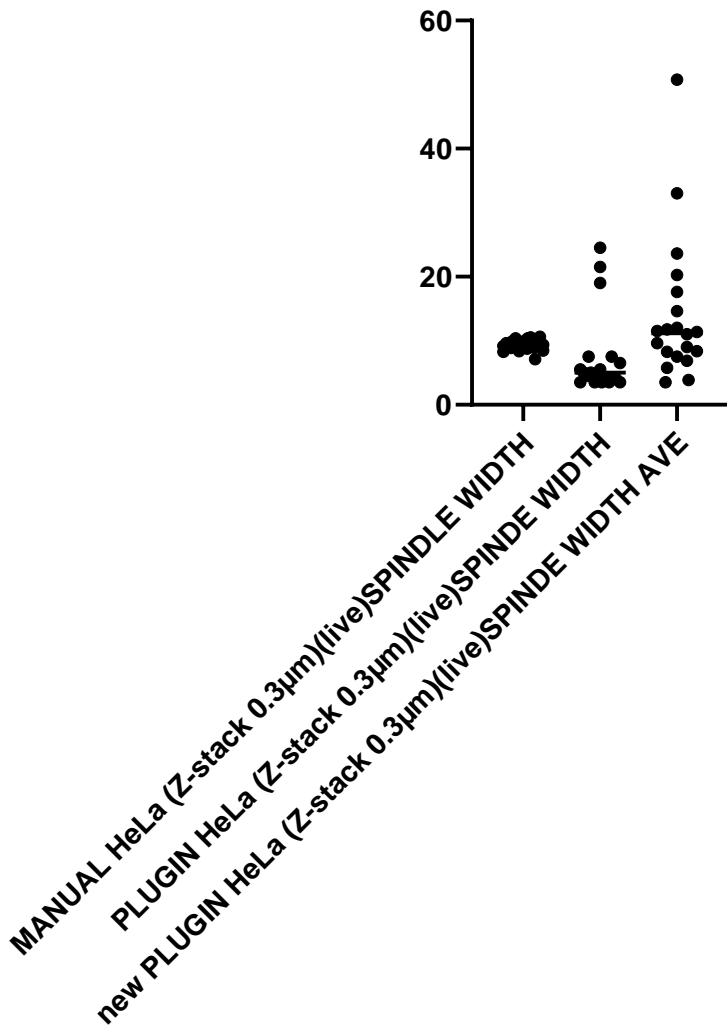 60
40
20
0
MANUAL HeLa (Z-stack 0.3µm)(live)SPINDLE WIDTH
PLUGIN HeLa (Z-stack 0.3µm)(live)SPINDE WIDTH
new PLUGIN HeLa (Z-stack 0.3µm)(live)SPINDE WIDTH AVE